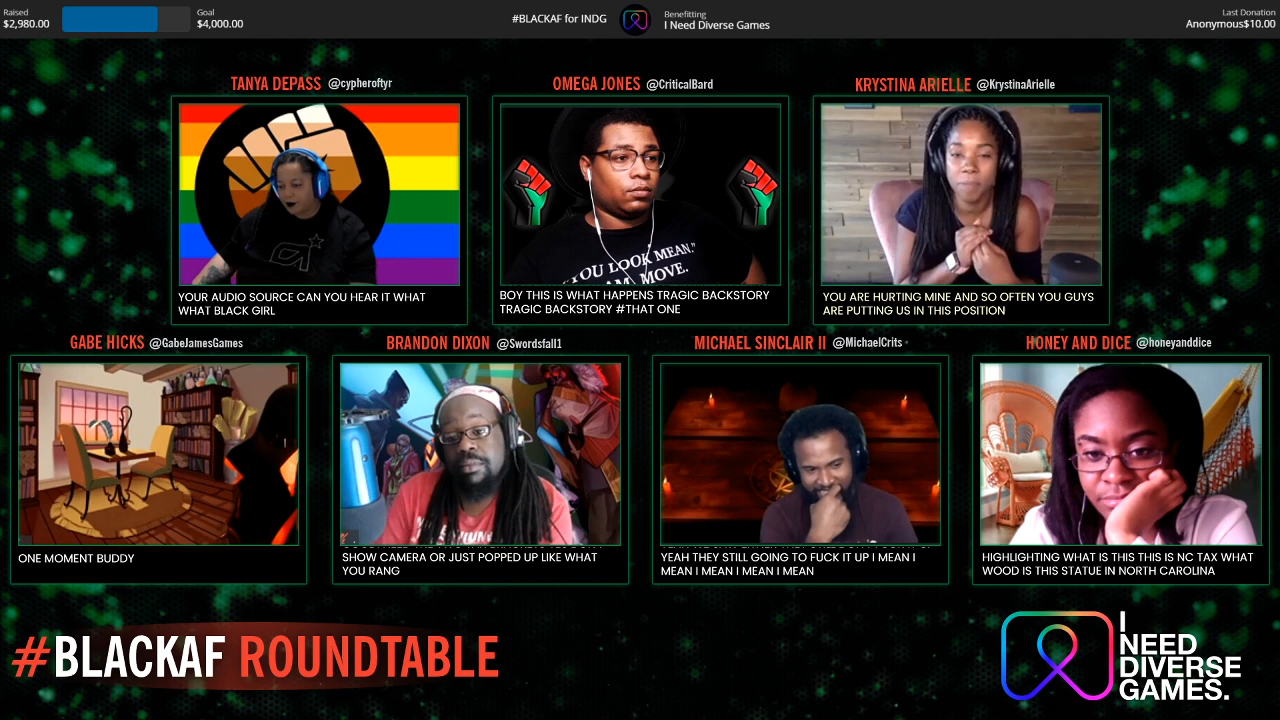 Raised
$2,980.00
Goal
$4,000.00
#BLACKAF for INDG
Benefitting
I Need Diverse Games
Last Donation
Anonymous$10.00
TANYA DEPASS @cypheroftyr
OMEGA JONES @CriticalBard
KRYSTINA ARIELLE @KrystinaArielle
YOU LOOK MEAN."
MOVE.
YOUR AUDIO SOURCE CAN YOU HEAR IT WHAT
WHAT BLACK GIRL
BOY THIS IS WHAT HAPPENS TRAGIC BACKSTORY
TRAGIC BACKSTORY #THAT ONE
YOU ARE HURTING MINE AND SO OFTEN YOU GUYS
ARE PUTTING US IN THIS POSITION
GABE HICKS @GabeJamesGames
BRANDON DIXON @Swordsfall1
MICHAEL SINCLAIR II @MichaelCrits
HONEY AND DICE @honeyanddice
ONE MOMENT BUDDY
SHOW CAMERA OR JUST POPPED UP LIKE WHAT
YOU RANG
YEAH THEY STILL GOING TO FUCK IT UP I MEAN I
MEAN I MEAN I MEAN I MEAN
HIGHLIGHTING WHAT IS THIS THIS IS NC TAX WHAT
WOOD IS THIS STATUE IN NORTH CAROLINA
#BLACKAF ROUNDTABLE
I
NEED
DIVERSE
GAMES.